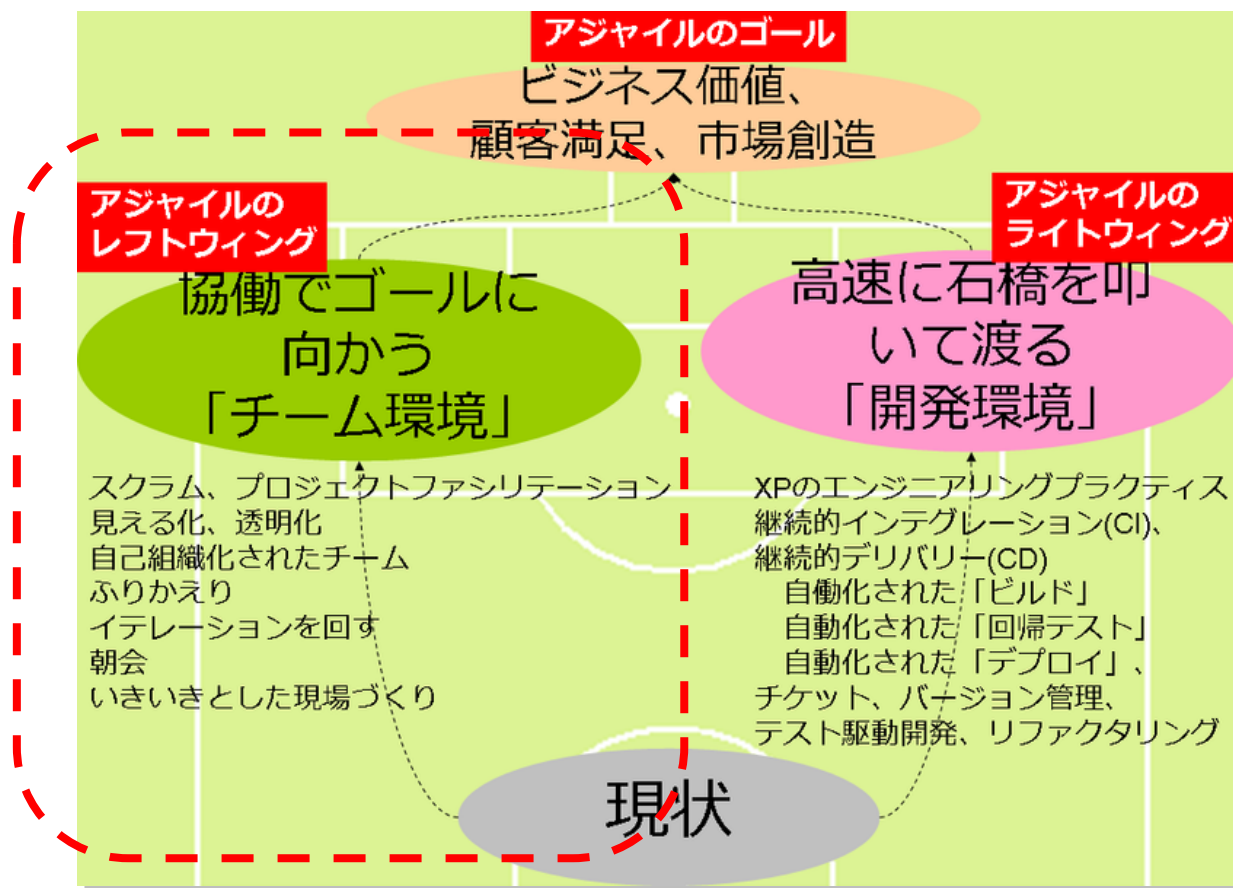 アジャイルのゴール
ビジネス価値、
顧客満足、市場創造
アジャイルの
レフトウィング
協働でゴールに
向かう
「チーム環境」
スクラム、プロジェクトファシリテーション
見える化、透明化
自己組織化されたチーム
ふりかえり
イテレーションを回す
朝会
いきいきとした現場づくり
アジャイルの
ライトウィング
高速に石橋を叩
いて渡る
「開発環境」
XPのエンジニアリングプラクティス
継続的インテグレーション(CI)、
継続的デリバリー(CD)
自働化された「ビルド」
自動化された「回帰テスト」
自動化された「デプロイ」、
チケット、バージョン管理、
テスト駆動開発、リファクタリング
現状